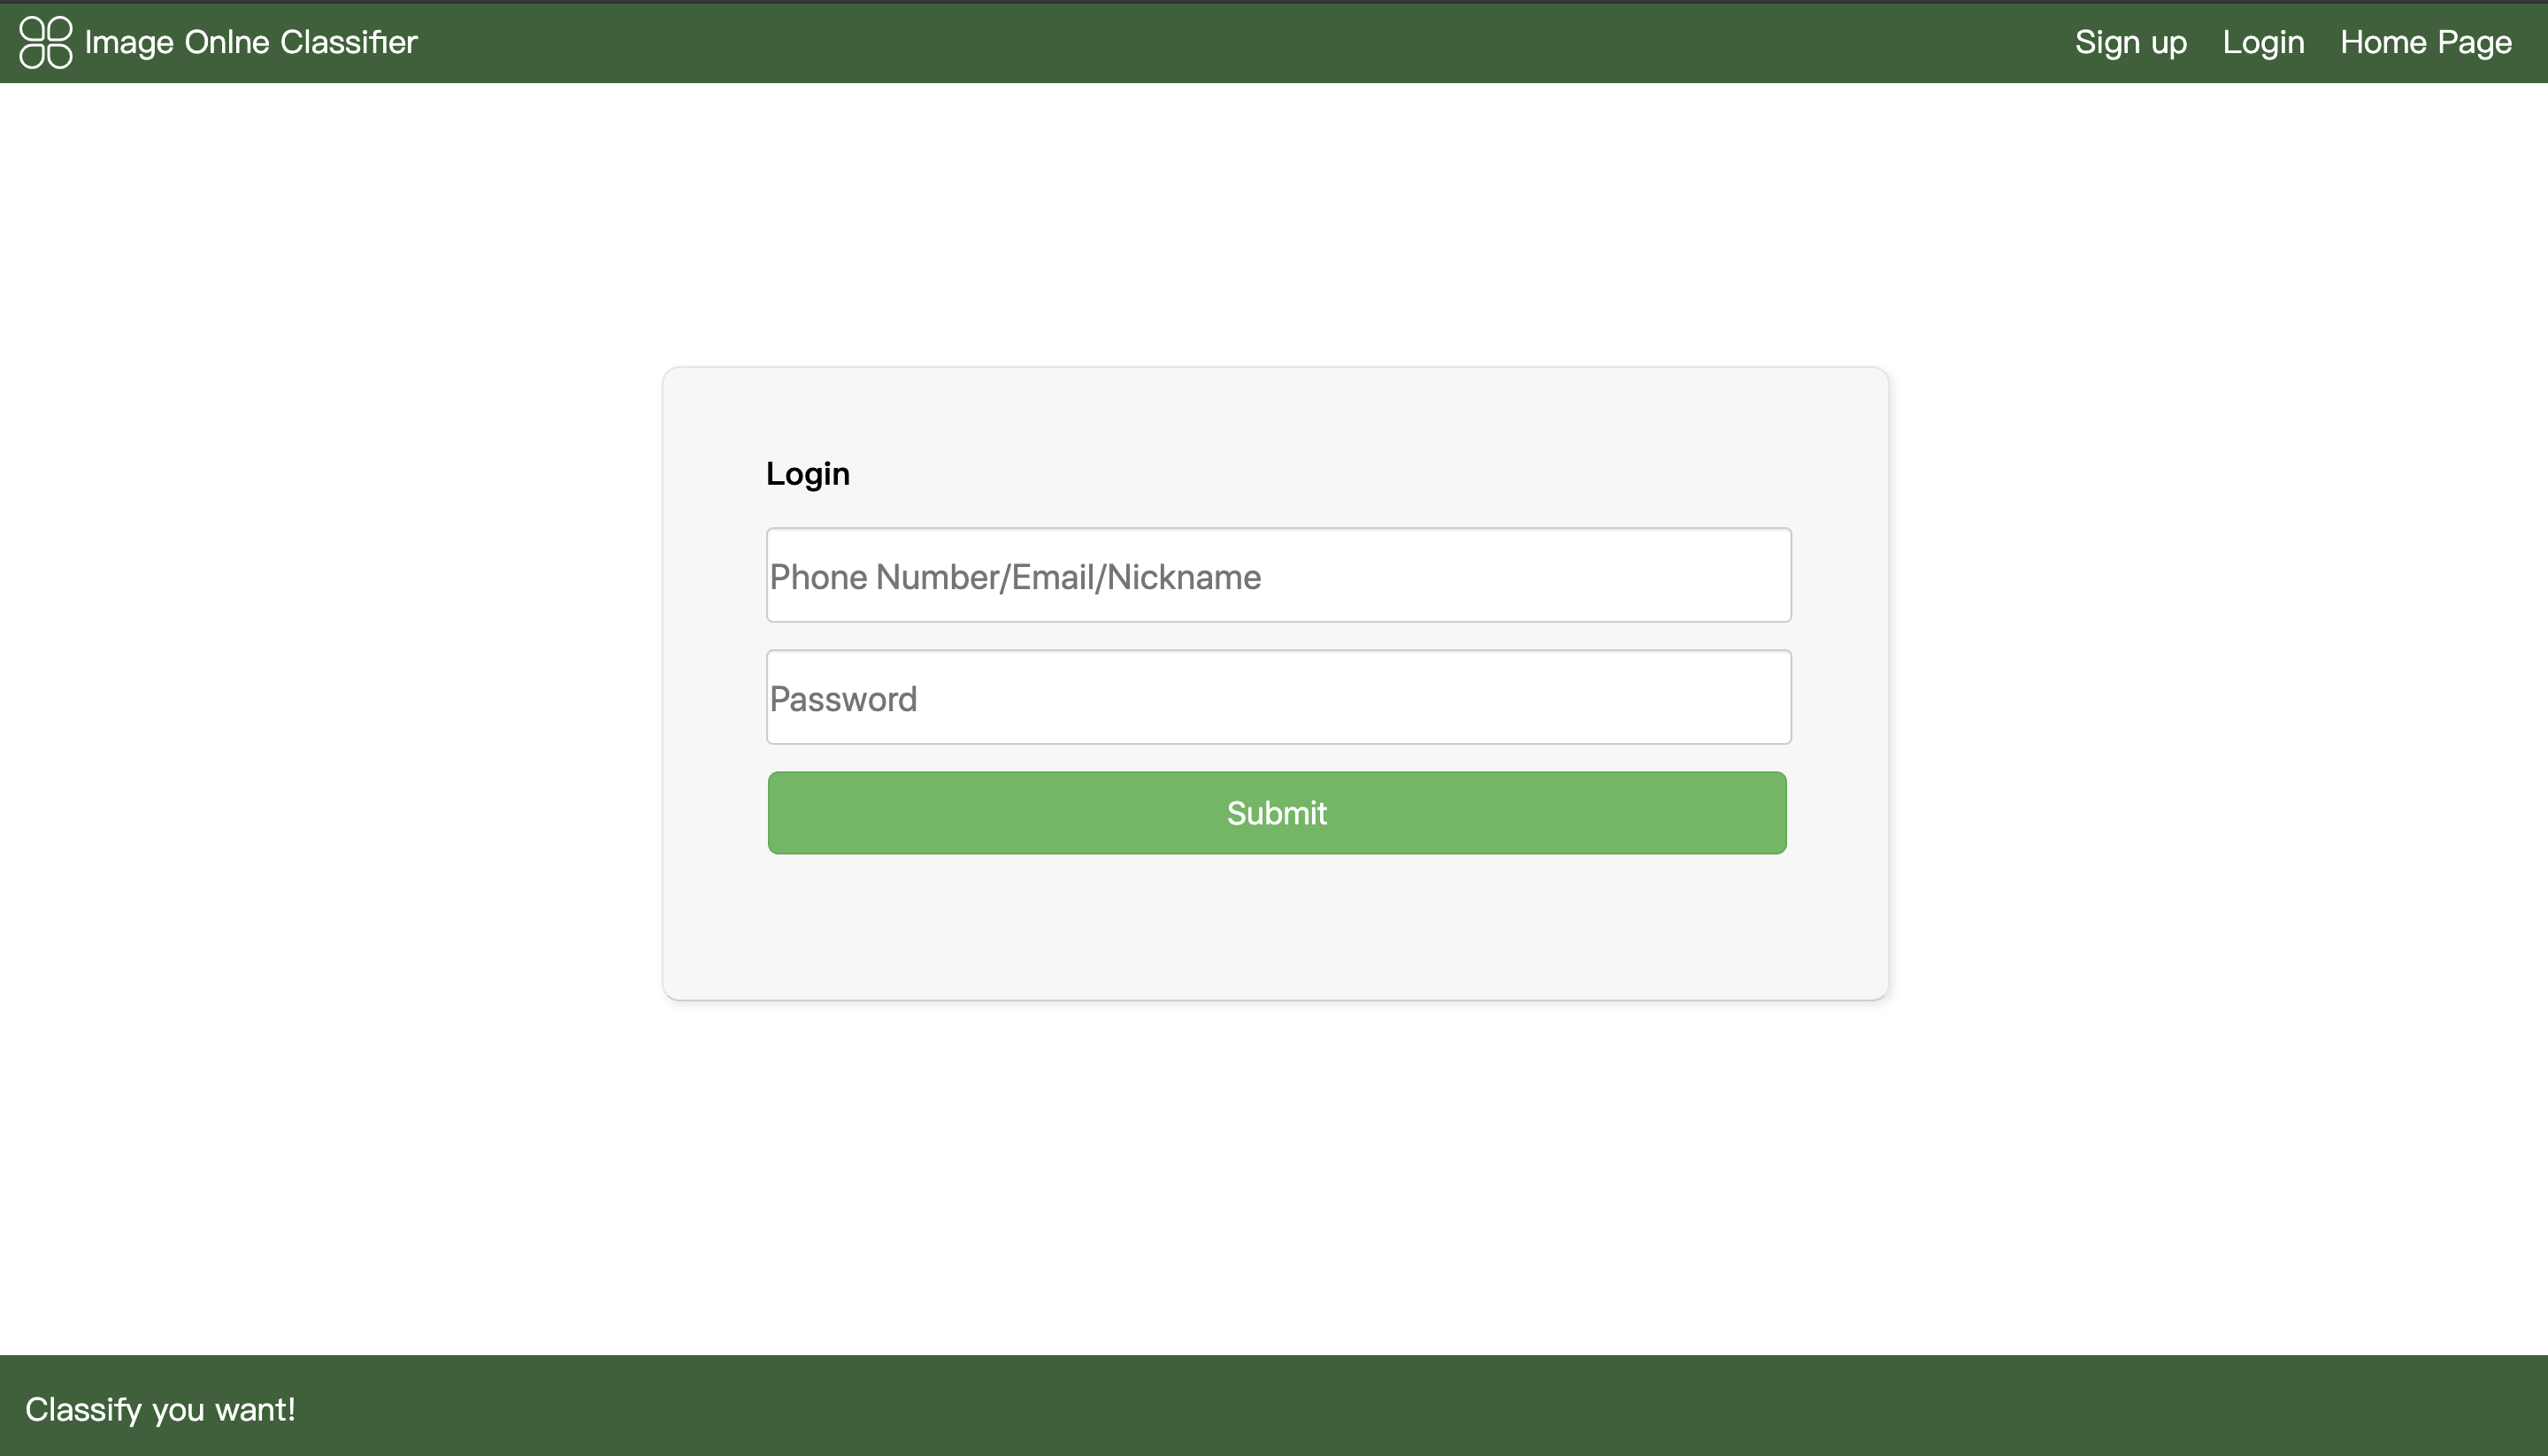 Image Onlne Classifier
Sign up Login Home Page
Login
Phone Number/Email/Nickname
Password
Submit
Classify you want!